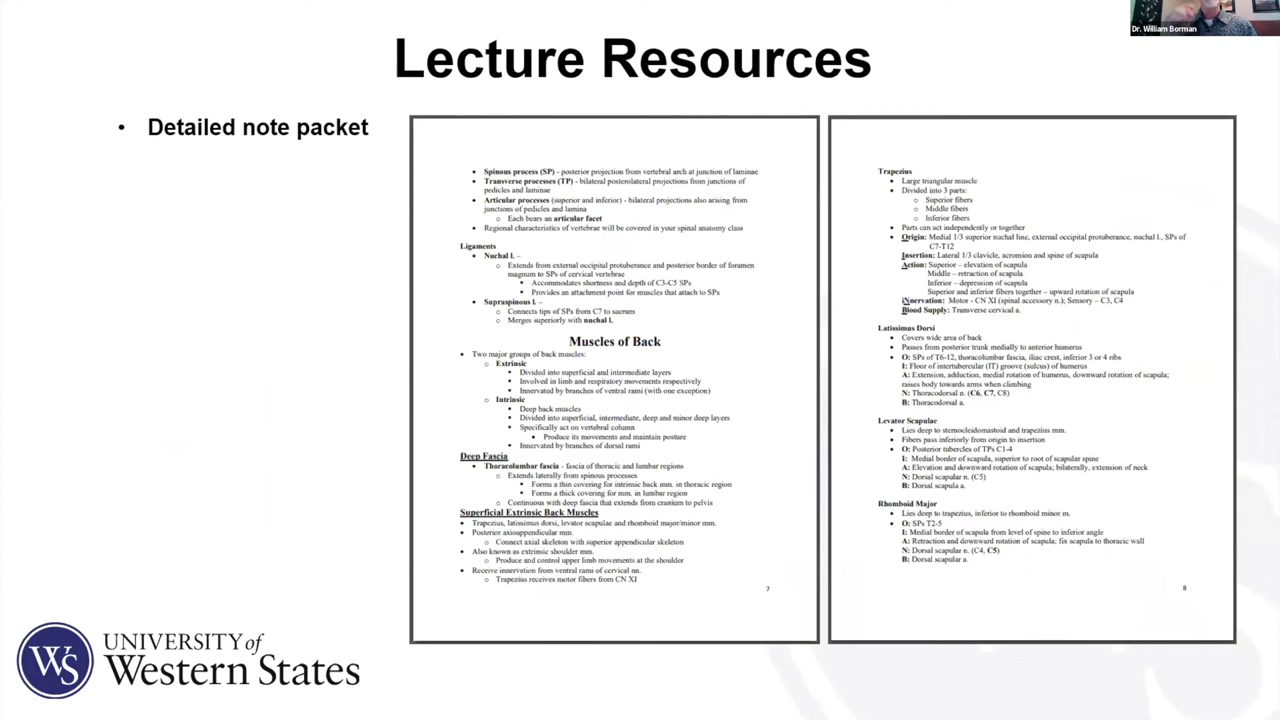 Dr. William Borman
Lecture Resources
• Detailed note packet
• Spinous process (SP) - posterior projection from vertebral arch at junction of laminae
• Transverse processes (TP) - bilateral posterolateral projections from junctions of
pedicles and laminae
• Articular processes (superior and inferior) - bilateral projections also arising from
junctions of pedicles and lamina
o Each bears an articular facet
• Regional characteristics of vertebrae will be covered in your spinal anatomy class
Ligaments
• Nuchal l. –
o Extends from external occipital protuberance and posterior border of foramen
magnum to SPs of cervical vertebrae
▪ Accommodates shortness and depth of C3-C5 SPs
▪ Provides an attachment point for muscles that attach to SPs
• Supraspinous l. –
o Connects tips of SPs from C7 to sacrum
o Merges superiorly with nuchal l.
Muscles of Back
• Two major groups of back muscles:
o Extrinsic
▪ Divided into superficial and intermediate layers
▪ Involved in limb and respiratory movements respectively
▪ Innervated by branches of ventral rami (with one exception)
o Intrinsic
▪ Deep back muscles
▪ Divided into superficial, intermediate, deep and minor deep layers
▪ Specifically act on vertebral column
• Produce its movements and maintain posture
▪ Innervated by branches of dorsal rami
Deep Fascia
• Thoracolumbar fascia - fascia of thoracic and lumbar regions
o Extends laterally from spinous processes
▪ Forms a thin covering for intrinsic back mm. in thoracic region
▪ Forms a thick covering for mm. in lumbar region
o Continuous with deep fascia that extends from cranium to pelvis
Superficial Extrinsic Back Muscles
• Trapezius, latissimus dorsi, levator scapulae and rhomboid major/minor mm.
• Posterior axioappendicular mm.
o Connect axial skeleton with superior appendicular skeleton
• Also known as extrinsic shoulder mm.
o Produce and control upper limb movements at the shoulder
• Receive innervation from ventral rami of cervical nn.
o Trapezius receives motor fibers from CN XI
7
Trapezius
• Large triangular muscle
• Divided into 3 parts:
o Superior fibers
o Middle fibers
o Inferior fibers
• Parts can act independently or together
• Origin: Medial 1/3 superior nuchal line, external occipital protuberance, nuchal l., SPs of
C7-T12
Insertion: Lateral 1/3 clavicle, acromion and spine of scapula
Action: Superior – elevation of scapula
Middle – retraction of scapula
Inferior – depression of scapula
Superior and inferior fibers together – upward rotation of scapula
iNnervation: Motor - CN XI (spinal accessory n.); Sensory – C3, C4
Blood Supply: Transverse cervical a.
Latissimus Dorsi
• Covers wide area of back
• Passes from posterior trunk medially to anterior humerus
• O: SPs of T6-12, thoracolumbar fascia, iliac crest, inferior 3 or 4 ribs
I: Floor of intertubercular (IT) groove (sulcus) of humerus
A: Extension, adduction, medial rotation of humerus, downward rotation of scapula;
raises body towards arms when climbing
N: Thoracodorsal n. (C6, C7, C8)
B: Thoracodorsal a.
Levator Scapulae
• Lies deep to sternocleidomastoid and trapezius mm.
• Fibers pass inferiorly from origin to insertion
• O: Posterior tubercles of TPs C1-4
I: Medial border of scapula, superior to root of scapular spine
A: Elevation and downward rotation of scapula; bilaterally, extension of neck
N: Dorsal scapular n. (C5)
B: Dorsal scapula a.
Rhomboid Major
• Lies deep to trapezius, inferior to rhomboid minor m.
• O: SPs T2-5
I: Medial border of scapula from level of spine to inferior angle
A: Retraction and downward rotation of scapula; fix scapula to thoracic wall
N: Dorsal scapular n. (C4, C5)
B: Dorsal scapular a.
8
WS
UNIVERSITY of
Western States